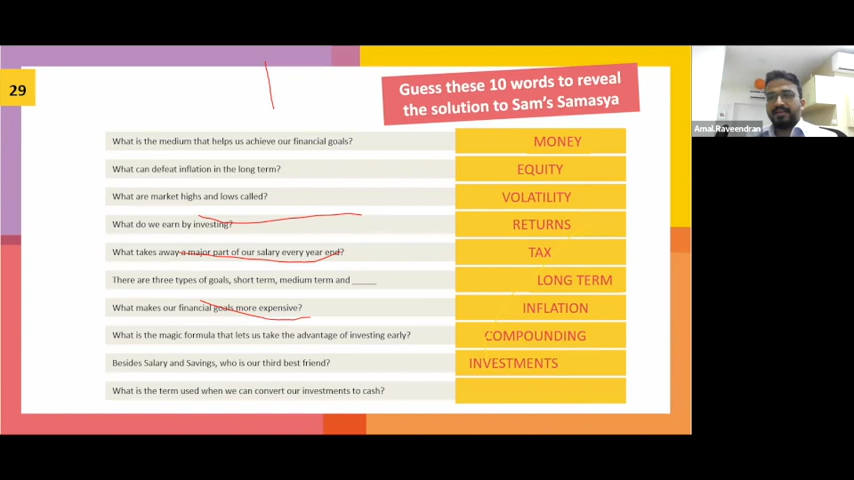 29
Guess these 10 words to reveal
the solution to Sam's Samasya
Amal.Raveendran
What is the medium that helps us achieve our financial goals? MONEY
What can defeat inflation in the long term? EQUITY
What are market highs and lows called? VOLATILITY
What do we earn by investing? RETURNS
What takes away a major part of our salary every year end? TAX
There are three types of goals, short term, medium term and _____ LONG TERM
What makes our financial goals more expensive? INFLATION
What is the magic formula that lets us take the advantage of investing early? COMPOUNDING
Besides Salary and Savings, who is our third best friend? INVESTMENTS
What is the term used when we can convert our investments to cash?